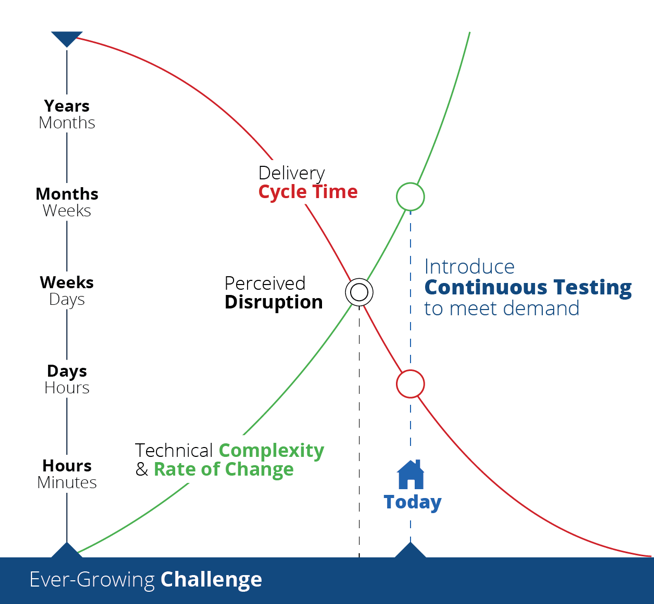 Years
Months
Months
Weeks
Weeks
Days
Days
Hours
Hours
Minutes
Delivery
Cycle Time
Perceived
Disruption
Introduce
Continuous Testing
to meet demand
Technical Complexity
& Rate of Change
Today
Ever-Growing Challenge